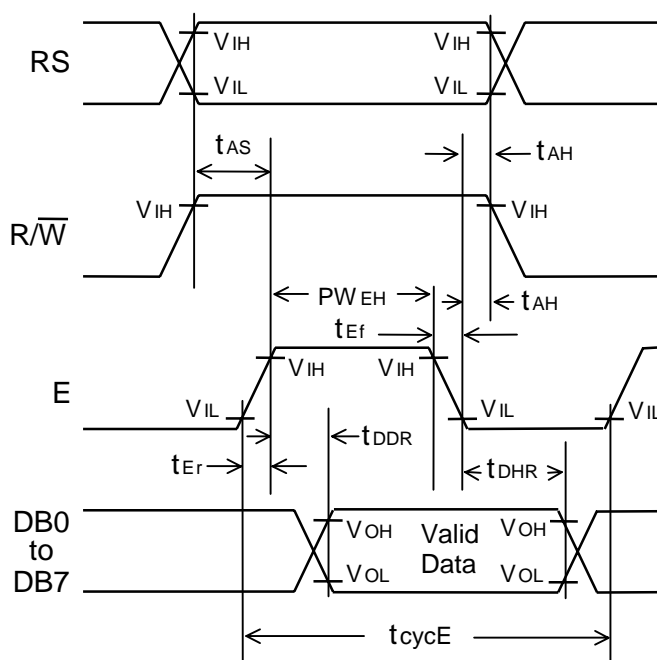 RS
VIH
VIH
VIL
VIL
tAS
tAH
R/W̅
VIH
VIH
PWEH
tAH
tEf
E
VIH
VIH
VIL
VIL
VIL
tDDR
tEr
tDHR
DB0
to
DB7
VOH
Valid
Data
VOH
VOL
VOL
tcycE